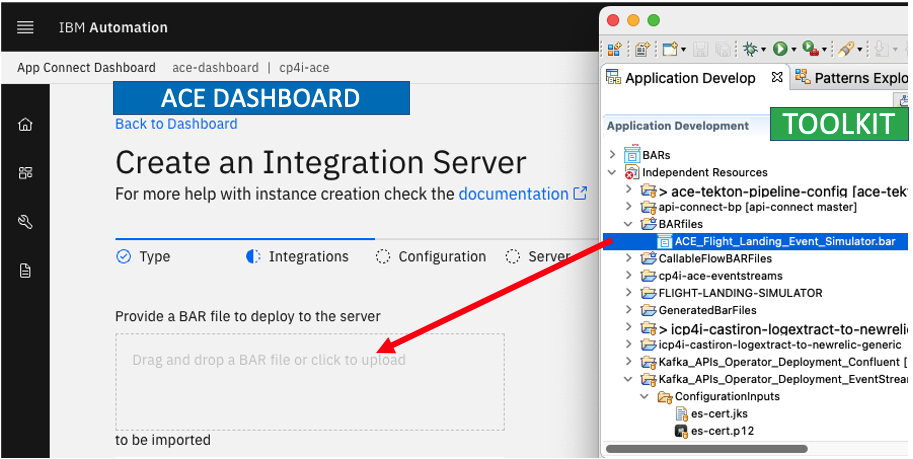 IBM Automation
App Connect Dashboard ace-dashboard | cp4i-ace
ACE DASHBOARD
Back to Dashboard
Create an Integration Server
For more help with instance creation check the documentation
Type Integrations Configuration Server
Provide a BAR file to deploy to the server
Drag and drop a BAR file or click to upload
to be imported
Application Develop Patterns Explo
TOOLKIT
Application Development
BARs
Independent Resources
> ace-tekton-pipeline-config [ace-tek
api-connect-bp [api-connect master]
BARfiles
ACE_Flight_Landing_Event_Simulator.bar
CallableFlowBARFiles
cp4i-ace-eventstreams
FLIGHT-LANDING-SIMULATOR
GeneratedBarFiles
> icp4i-castiron-logextract-to-newrelic
icp4i-castiron-logextract-to-newrelic-generic
Kafka_APIs_Operator_Deployment_Confluent [
Kafka_APIs_Operator_Deployment_EventStrean
ConfigurationInputs
es-cert.jks
es-cert.p12